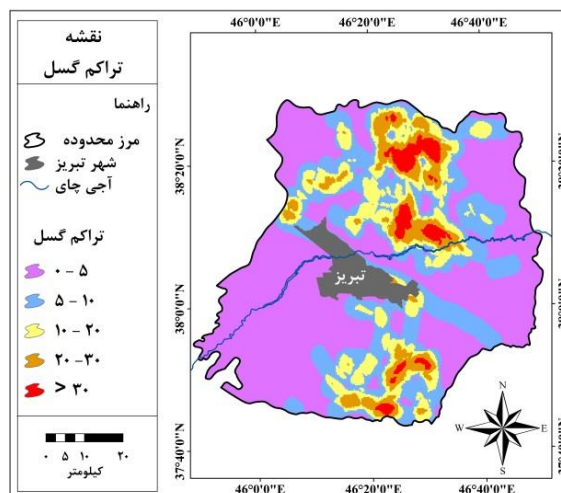 نقشه
تراکم گسل
راهنما
مرز محدوده
شهر تبریز
آجی چای
تراکم گسل
۰ - ۵
۵ - ۱۰
۱۰ - ۲۰
۲۰ - ۳۰
> ۳۰
۰ ۵ ۱۰ ۲۰
کیلومتر
46°0'0"E 46°20'0"E 46°40'0"E
38°20'0"N
38°0'0"N
37°40'0"N
تبریز
N
W E
S
46°0'0"E 46°20'0"E 46°40'0"E